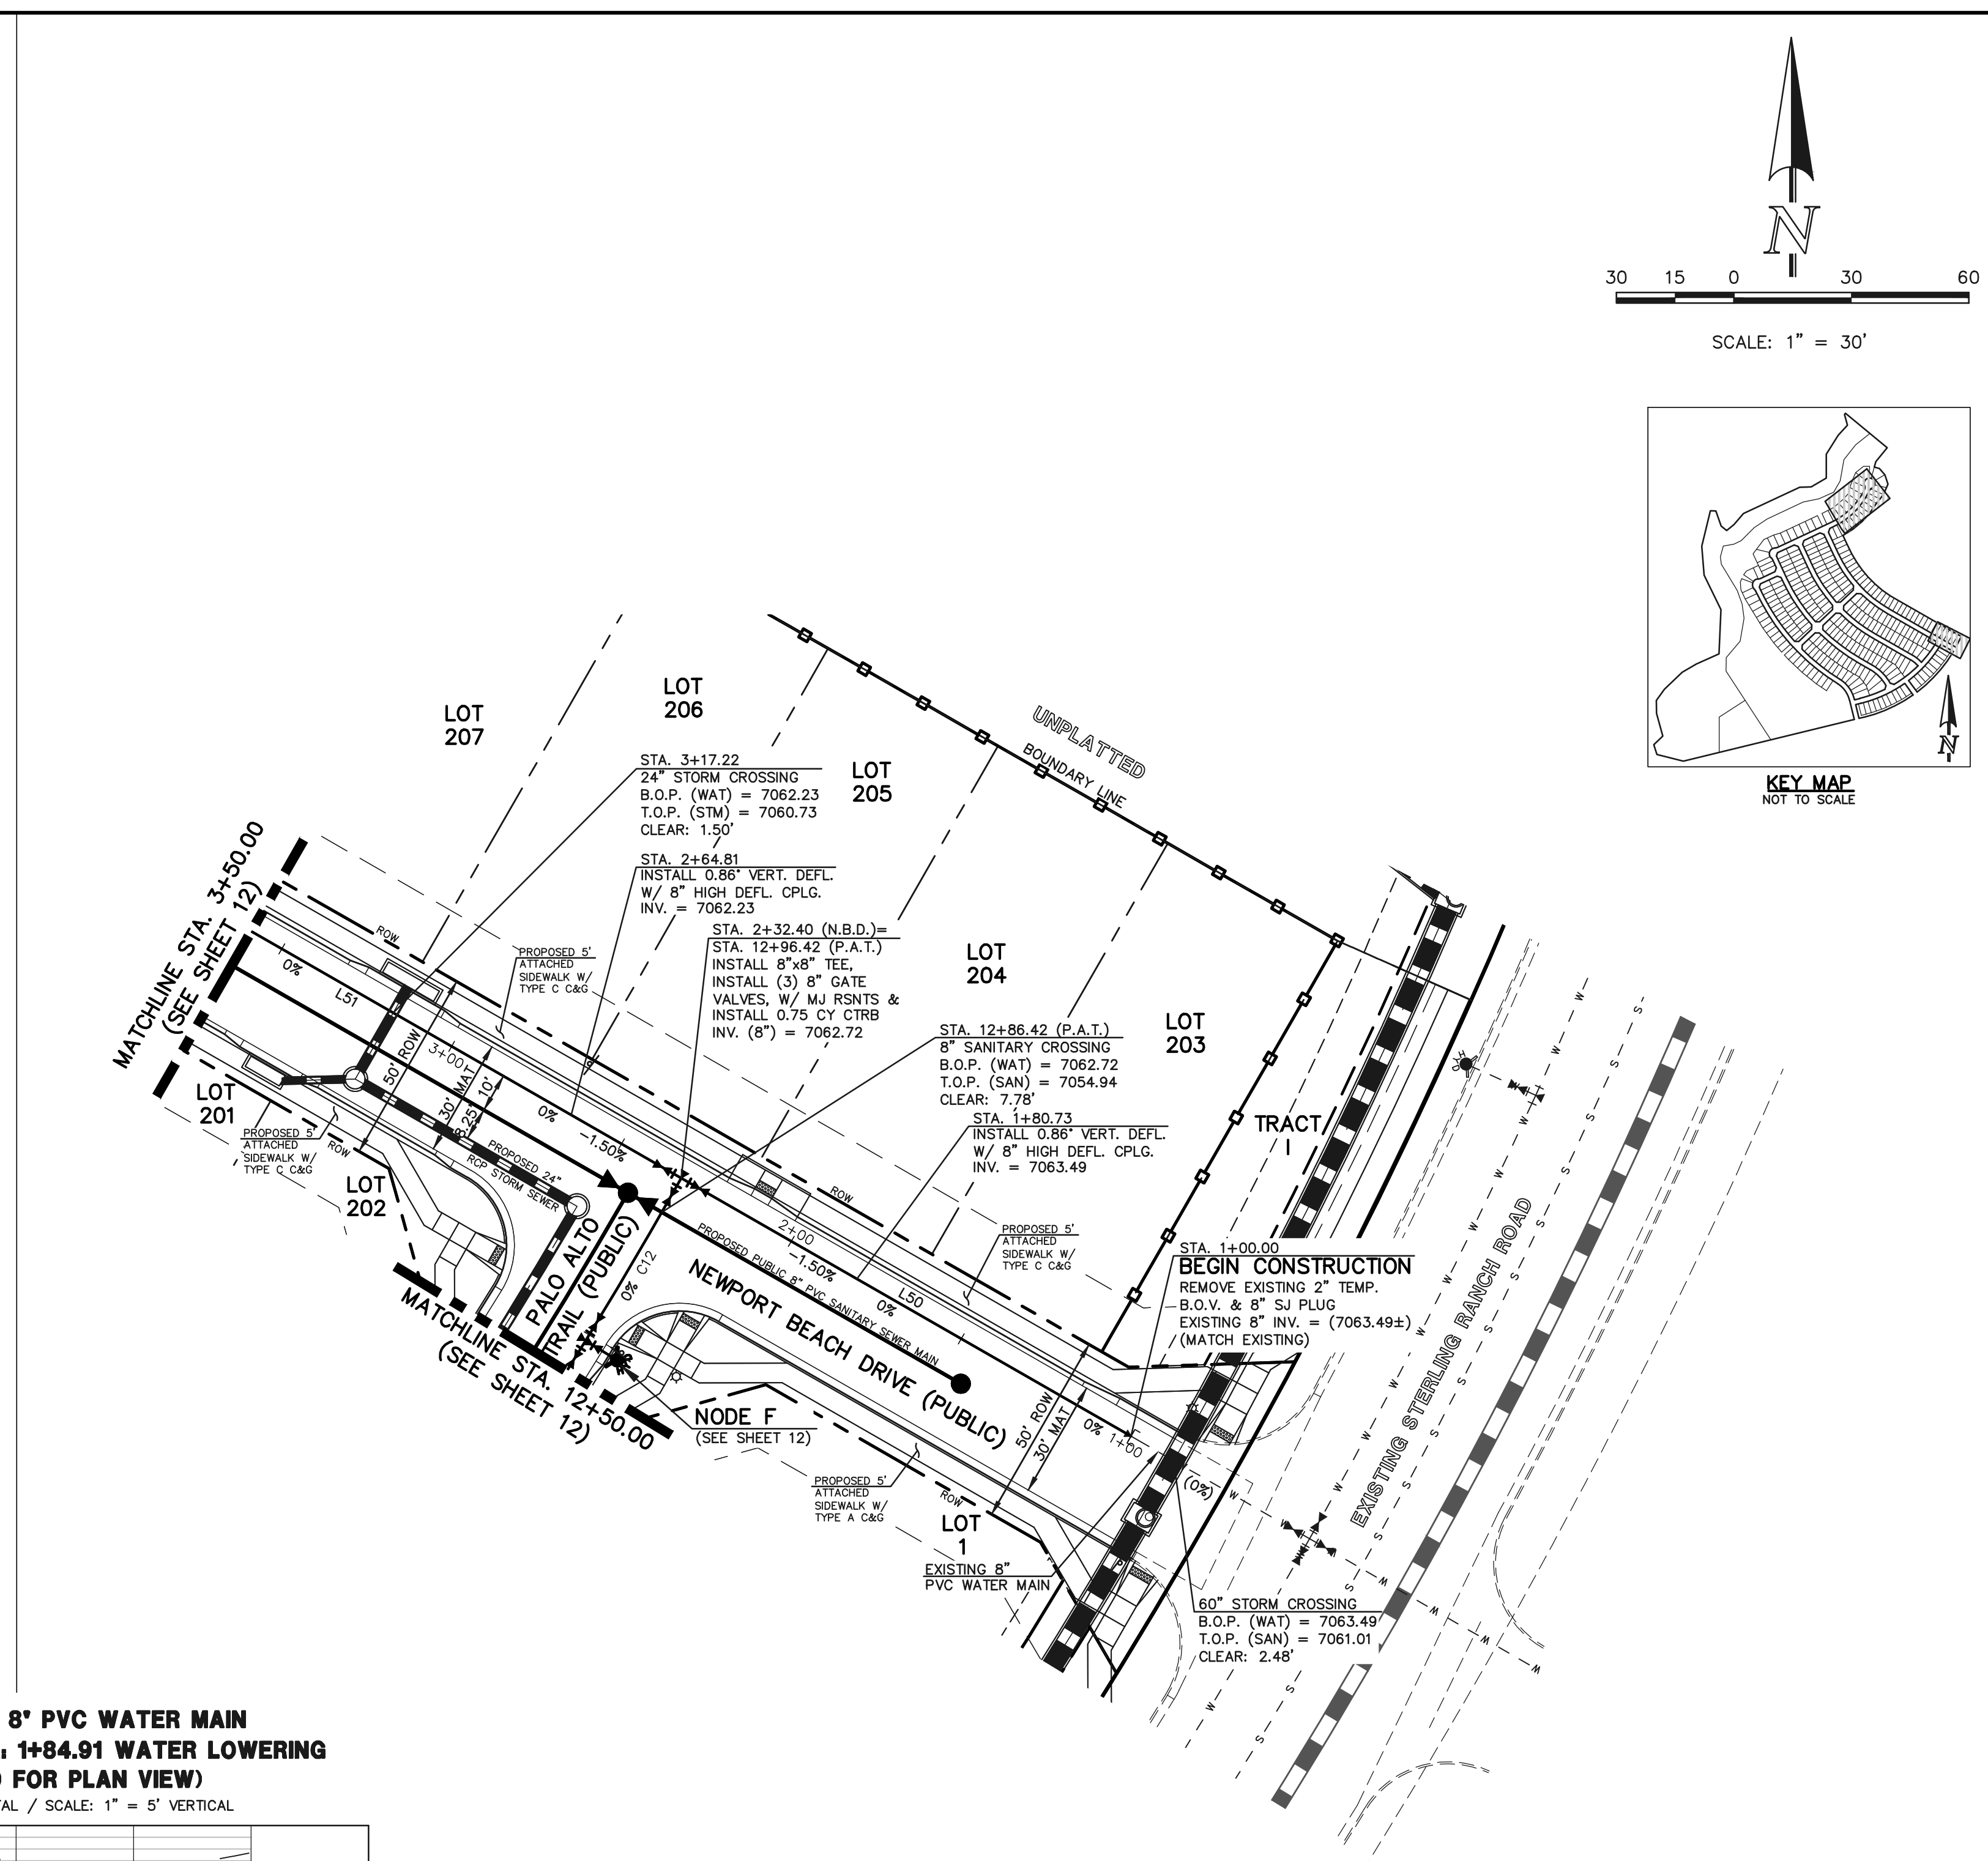 N
30 15 0 30 60
SCALE: 1" = 30'
N
KEY MAP
NOT TO SCALE
UNPLATTED
BOUNDARY LINE
LOT
207
LOT
206
LOT
205
LOT
204
LOT
203
TRACT
I
LOT
201
LOT
202
LOT
1
STA. 3+17.22
24" STORM CROSSING
B.O.P. (WAT) = 7062.23
T.O.P. (STM) = 7060.73
CLEAR: 1.50'
STA. 2+64.81
INSTALL 0.86° VERT. DEFL.
W/ 8" HIGH DEFL. CPLG.
INV. = 7062.23
STA. 2+32.40 (N.B.D.)=
STA. 12+96.42 (P.A.T.)
INSTALL 8"x8" TEE,
INSTALL (3) 8" GATE
VALVES, W/ MJ RSNTS &
INSTALL 0.75 CY CTRB
INV. (8") = 7062.72
STA. 12+86.42 (P.A.T.)
8" SANITARY CROSSING
B.O.P. (WAT) = 7062.72
T.O.P. (SAN) = 7054.94
CLEAR: 7.78'
STA. 1+80.73
INSTALL 0.86° VERT. DEFL.
W/ 8" HIGH DEFL. CPLG.
INV. = 7063.49
STA. 1+00.00
BEGIN CONSTRUCTION
REMOVE EXISTING 2" TEMP.
B.O.V. & 8" SJ PLUG
EXISTING 8" INV. = (7063.49±)
(MATCH EXISTING)
MATCHLINE STA. 3+50.00
(SEE SHEET 12)
ROW
PROPOSED 5'
ATTACHED
SIDEWALK W/
TYPE C C&G
0%
L51
3+00
50' ROW
30' MAT
10'
8.25'
0%
-1.50%
PROPOSED 24"
RCP STORM SEWER
PROPOSED 5'
ATTACHED
SIDEWALK W/
TYPE C C&G
ROW
PALO ALTO
TRAIL (PUBLIC)
0% C12
MATCHLINE STA. 12+50.00
(SEE SHEET 12)
ROW
2+00
-1.50%
0%
L50
PROPOSED PUBLIC 8" PVC SANITARY SEWER MAIN
NEWPORT BEACH DRIVE (PUBLIC)
PROPOSED 5'
ATTACHED
SIDEWALK W/
TYPE C C&G
NODE F
(SEE SHEET 12)
PROPOSED 5'
ATTACHED
SIDEWALK W/
TYPE A C&G
ROW
50' ROW
30' MAT
0%
1+00
(0%)
EXISTING 8"
PVC WATER MAIN
60" STORM CROSSING
B.O.P. (WAT) = 7063.49
T.O.P. (SAN) = 7061.01
CLEAR: 2.48'
EXISTING STERLING RANCH ROAD
8" PVC WATER MAIN
: 1+84.91 WATER LOWERING
FOR PLAN VIEW)
/ SCALE: 1" = 5' VERTICAL